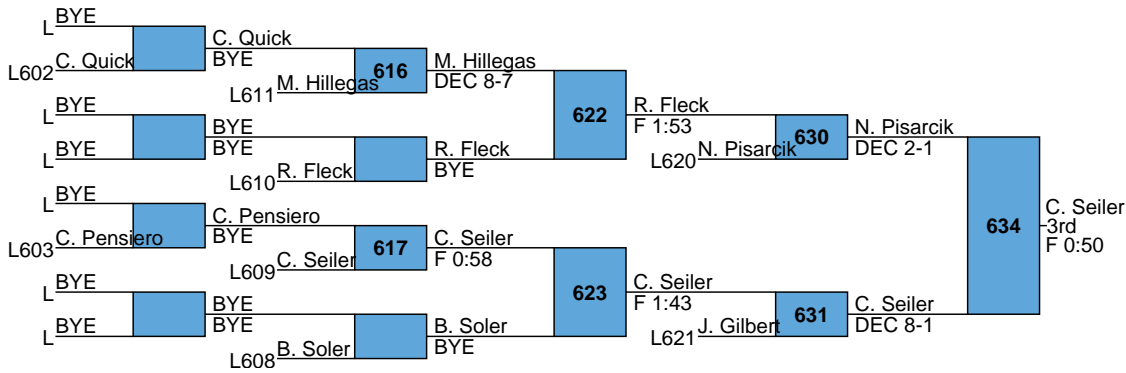 L BYE
L602 C. Quick
C. Quick
BYE
L611 M. Hillegas
616
M. Hillegas
DEC 8-7
L BYE
L BYE
BYE
BYE
L610 R. Fleck
R. Fleck
BYE
622
R. Fleck
F 1:53
L620 N. Pisarcik
630
N. Pisarcik
DEC 2-1
L BYE
L603 C. Pensiero
C. Pensiero
BYE
L609 C. Seiler
617
C. Seiler
F 0:58
L BYE
L BYE
BYE
BYE
L608 B. Soler
B. Soler
BYE
623
C. Seiler
F 1:43
L621 J. Gilbert
631
C. Seiler
DEC 8-1
634
C. Seiler
3rd
F 0:50